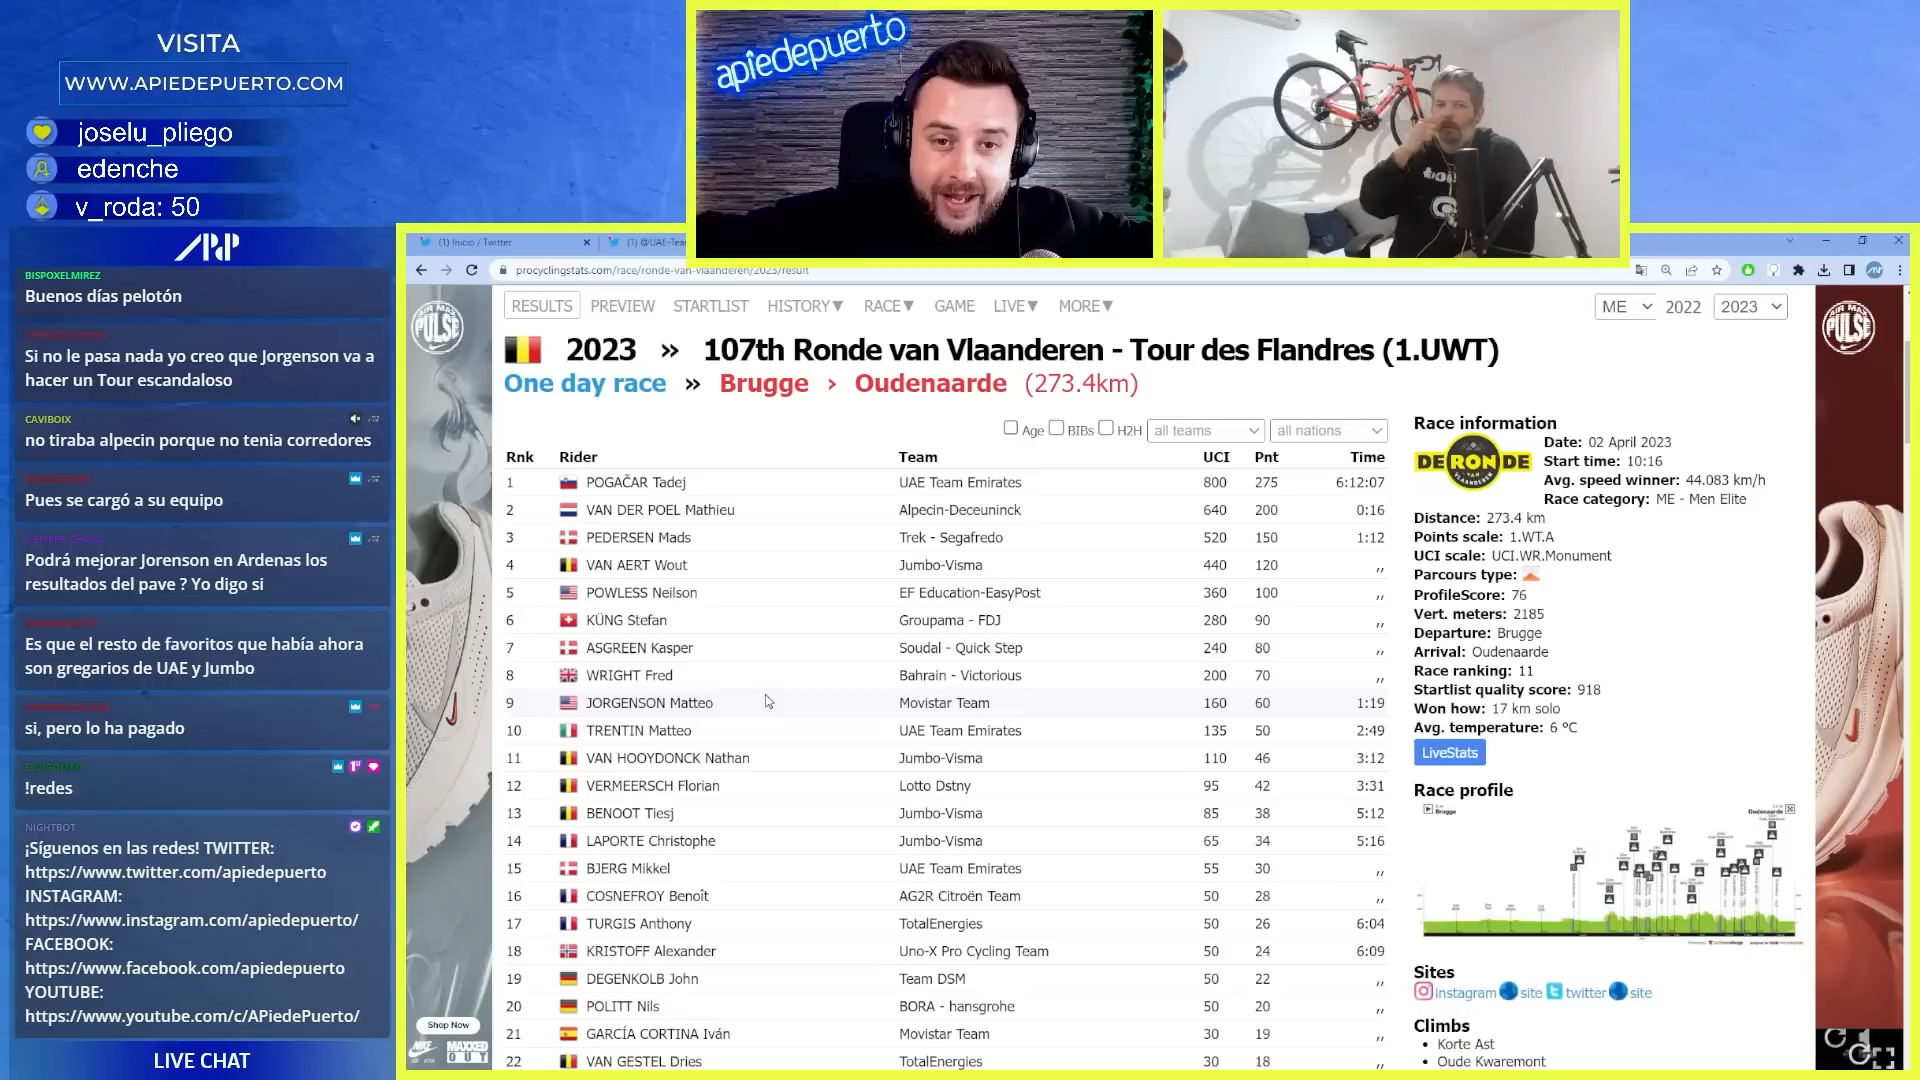 VISITA
WWW.APIEDEPUERTO.COM
joselu_pliego
edenche
v_roda: 50
BISPOXELMIREZ
Buenos días pelotón
Si no le pasa nada yo creo que Jorgenson va a
hacer un Tour escandaloso
CAVIBOIX
no tiraba alpecin porque no tenia corredores
Pues se cargó a su equipo
Podrá mejorar Jorenson en Ardenas los
resultados del pave ? Yo digo si
Es que el resto de favoritos que había ahora
son gregarios de UAE y Jumbo
si, pero lo ha pagado
!redes
NIGHTBOT
¡Síguenos en las redes! TWITTER:
https://www.twitter.com/apiedepuerto
INSTAGRAM:
https://www.instagram.com/apiedepuerto/
FACEBOOK:
https://www.facebook.com/apiedepuerto
YOUTUBE:
https://www.youtube.com/c/APiedePuerto/
LIVE CHAT
apiedepuerto
(1) Inicio / Twitter
(1) @UAE-Tea
procyclingstats.com/race/ronde-van-vlaanderen/2023/result
AIR MAX
PULSE
Shop Now
NIKE
MAXXED
OUT
RESULTS PREVIEW STARTLIST HISTORY▼ RACE▼ GAME LIVE▼ MORE▼
ME 2022 2023
2023 » 107th Ronde van Vlaanderen - Tour des Flandres (1.UWT)
One day race » Brugge › Oudenaarde (273.4km)
Age BIBs H2H all teams all nations
Rnk Rider Team UCI Pnt Time
1 POGAČAR Tadej UAE Team Emirates 800 275 6:12:07
2 VAN DER POEL Mathieu Alpecin-Deceuninck 640 200 0:16
3 PEDERSEN Mads Trek - Segafredo 520 150 1:12
4 VAN AERT Wout Jumbo-Visma 440 120 ,,
5 POWLESS Neilson EF Education-EasyPost 360 100 ,,
6 KÜNG Stefan Groupama - FDJ 280 90 ,,
7 ASGREEN Kasper Soudal - Quick Step 240 80 ,,
8 WRIGHT Fred Bahrain - Victorious 200 70 ,,
9 JORGENSON Matteo Movistar Team 160 60 1:19
10 TRENTIN Matteo UAE Team Emirates 135 50 2:49
11 VAN HOOYDONCK Nathan Jumbo-Visma 110 46 3:12
12 VERMEERSCH Florian Lotto Dstny 95 42 3:31
13 BENOOT Tiesj Jumbo-Visma 85 38 5:12
14 LAPORTE Christophe Jumbo-Visma 65 34 5:16
15 BJERG Mikkel UAE Team Emirates 55 30 ,,
16 COSNEFROY Benoît AG2R Citroën Team 50 28 ,,
17 TURGIS Anthony TotalEnergies 50 26 6:04
18 KRISTOFF Alexander Uno-X Pro Cycling Team 50 24 6:09
19 DEGENKOLB John Team DSM 50 22 ,,
20 POLITT Nils BORA - hansgrohe 50 20 ,,
21 GARCÍA CORTINA Iván Movistar Team 30 19 ,,
22 VAN GESTEL Dries TotalEnergies 30 18 ,,
Race information
DE RON DE
VAN
VLAANDEREN
Date: 02 April 2023
Start time: 10:16
Avg. speed winner: 44.083 km/h
Race category: ME - Men Elite
Distance: 273.4 km
Points scale: 1.WT.A
UCI scale: UCI.WR.Monument
Parcours type:
ProfileScore: 76
Vert. meters: 2185
Departure: Brugge
Arrival: Oudenaarde
Race ranking: 11
Startlist quality score: 918
Won how: 17 km solo
Avg. temperature: 6 °C
LiveStats
Race profile
Brugge
Oudenaarde
Sites
instagram site twitter site
Climbs
• Korte Ast
• Oude Kwaremont
AIR MAX
PULSE